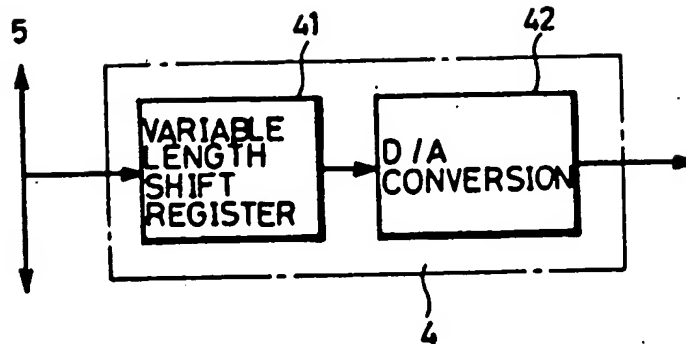 5
41
42
VARIABLE
LENGTH
SHIFT
REGISTER
D/A
CONVERSION
4